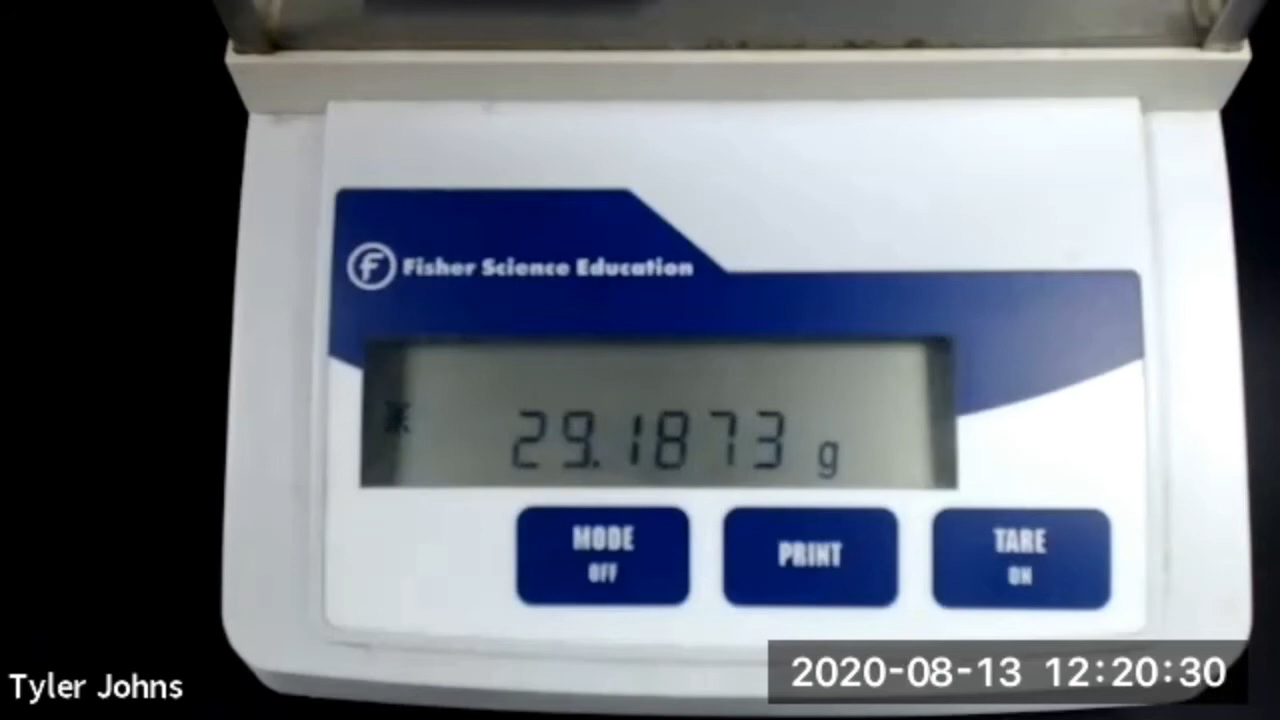 Fisher Science Education
29.1873 g
MODE
OFF
PRINT
TARE
ON
Tyler Johns
2020-08-13 12:20:30